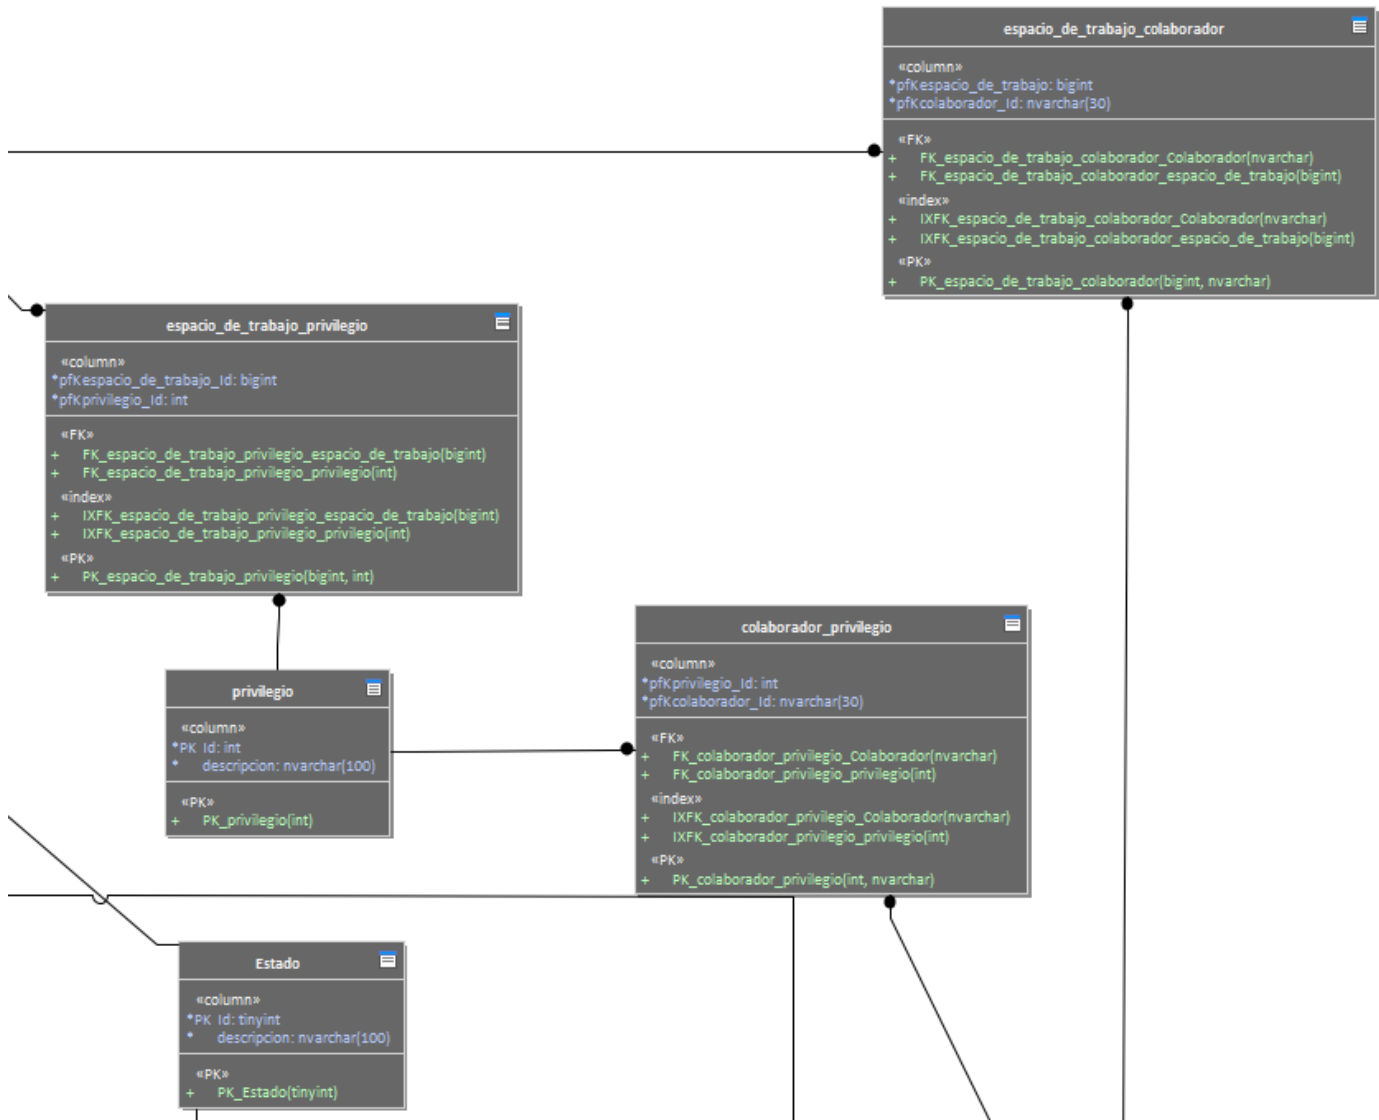 espacio_de_trabajo_colaborador
«column»
*pfKespacio_de_trabajo: bigint
*pfKcolaborador_Id: nvarchar(30)
«FK»
+ FK_espacio_de_trabajo_colaborador_Colaborador(nvarchar)
+ FK_espacio_de_trabajo_colaborador_espacio_de_trabajo(bigint)
«index»
+ IXFK_espacio_de_trabajo_colaborador_Colaborador(nvarchar)
+ IXFK_espacio_de_trabajo_colaborador_espacio_de_trabajo(bigint)
«PK»
+ PK_espacio_de_trabajo_colaborador(bigint, nvarchar)
espacio_de_trabajo_privilegio
«column»
*pfKespacio_de_trabajo_Id: bigint
*pfKprivilegio_Id: int
«FK»
+ FK_espacio_de_trabajo_privilegio_espacio_de_trabajo(bigint)
+ FK_espacio_de_trabajo_privilegio_privilegio(int)
«index»
+ IXFK_espacio_de_trabajo_privilegio_espacio_de_trabajo(bigint)
+ IXFK_espacio_de_trabajo_privilegio_privilegio(int)
«PK»
+ PK_espacio_de_trabajo_privilegio(bigint, int)
colaborador_privilegio
«column»
*pfKprivilegio_Id: int
*pfKcolaborador_Id: nvarchar(30)
«FK»
+ FK_colaborador_privilegio_Colaborador(nvarchar)
+ FK_colaborador_privilegio_privilegio(int)
«index»
+ IXFK_colaborador_privilegio_Colaborador(nvarchar)
+ IXFK_colaborador_privilegio_privilegio(int)
«PK»
+ PK_colaborador_privilegio(int, nvarchar)
privilegio
«column»
*PK Id: int
* descripcion: nvarchar(100)
«PK»
+ PK_privilegio(int)
Estado
«column»
*PK Id: tinyint
* descripcion: nvarchar(100)
«PK»
+ PK_Estado(tinyint)